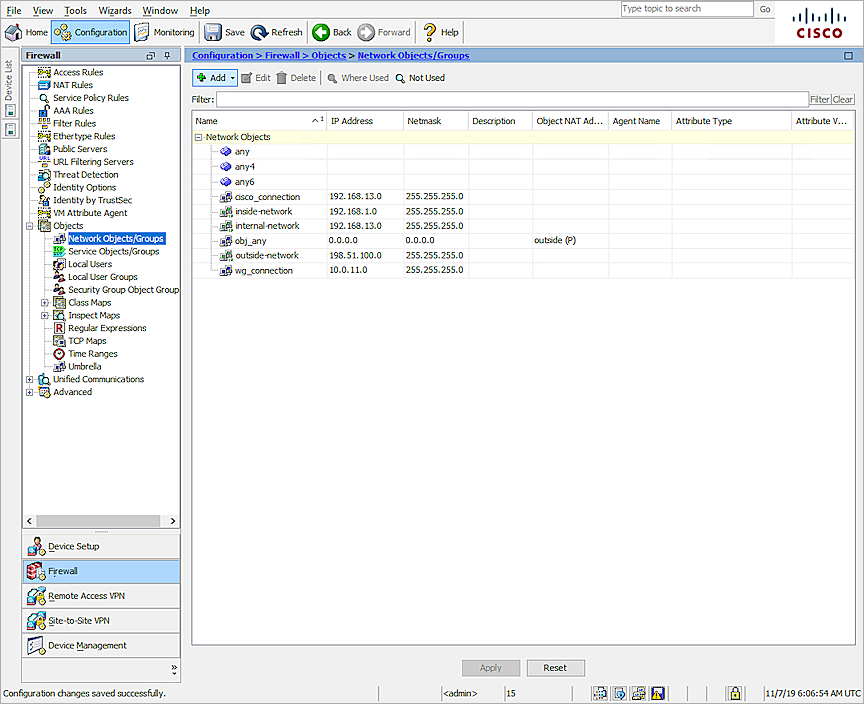 File View Tools Wizards Window Help
Type topic to search Go
Home Configuration Monitoring Save Refresh Back Forward Help
CISCO
Device List
Firewall
Configuration > Firewall > Objects > Network Objects/Groups
Access Rules
NAT Rules
Service Policy Rules
AAA Rules
Filter Rules
Ethertype Rules
Public Servers
URL Filtering Servers
Threat Detection
Identity Options
Identity by TrustSec
VM Attribute Agent
Objects
Network Objects/Groups
Service Objects/Groups
Local Users
Local User Groups
Security Group Object Group
Class Maps
Inspect Maps
Regular Expressions
TCP Maps
Time Ranges
Umbrella
Unified Communications
Advanced
Device Setup
Firewall
Remote Access VPN
Site-to-Site VPN
Device Management
Add Edit Delete Where Used Not Used
Filter: Filter Clear
Name 1 IP Address Netmask Description Object NAT Ad... Agent Name Attribute Type Attribute V...
Network Objects
any
any4
any6
cisco_connection 192.168.13.0 255.255.255.0
inside-network 192.168.1.0 255.255.255.0
internal-network 192.168.13.0 255.255.255.0
obj_any 0.0.0.0 0.0.0.0 outside (P)
outside-network 198.51.100.0 255.255.255.0
wg_connection 10.0.11.0 255.255.255.0
Apply Reset
Configuration changes saved successfully. <admin> 15 11/7/19 6:06:54 AM UTC